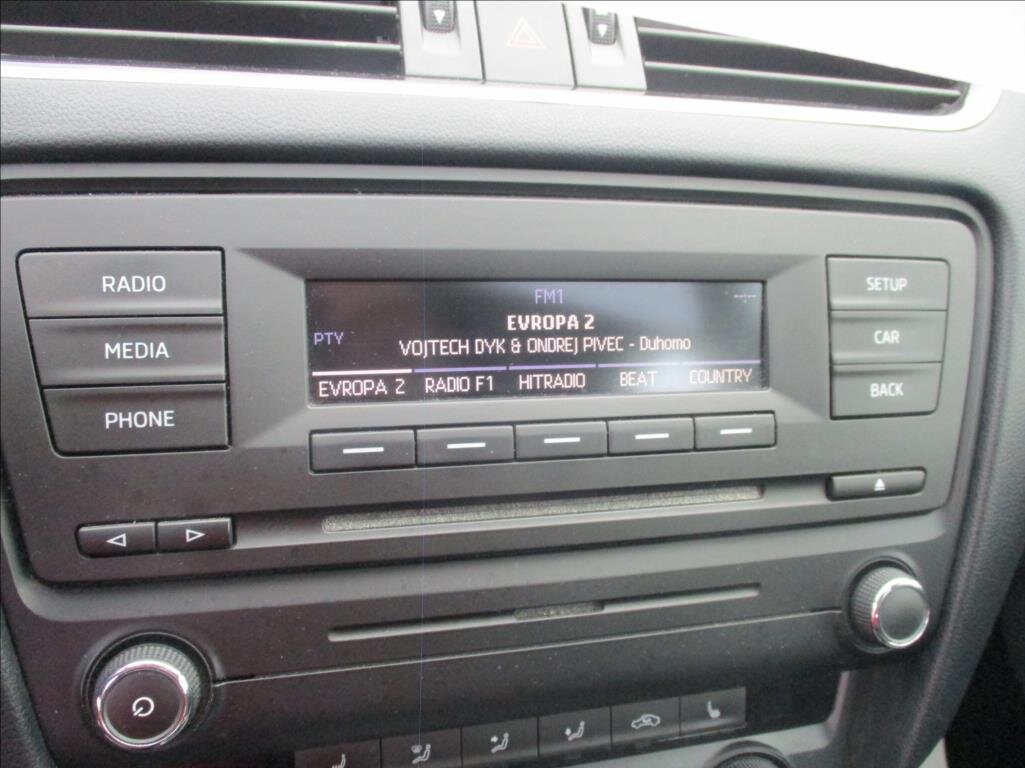 RADIO
MEDIA
PHONE
FM1
EVROPA 2
PTY
VOJTECH DYK & ONDREJ PIVEC - Duhomo
EVROPA 2 RADIO F1 HITRADIO BEAT COUNTRY
SETUP
CAR
BACK